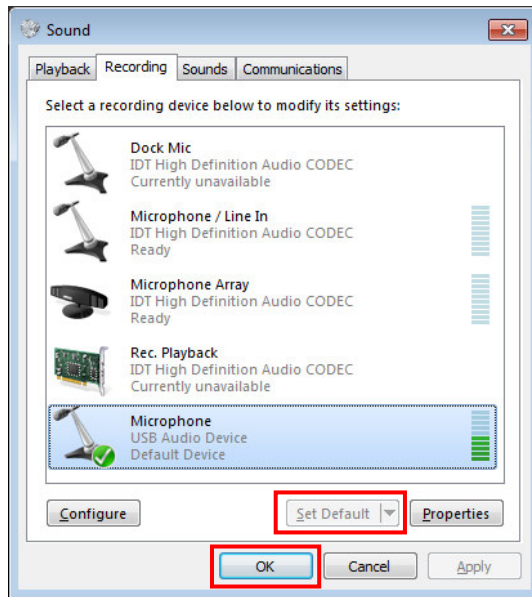 Sound
Playback Recording Sounds Communications
Select a recording device below to modify its settings:
Dock Mic
IDT High Definition Audio CODEC
Currently unavailable
Microphone / Line In
IDT High Definition Audio CODEC
Ready
Microphone Array
IDT High Definition Audio CODEC
Ready
Rec. Playback
IDT High Definition Audio CODEC
Currently unavailable
Microphone
USB Audio Device
Default Device
Configure Set Default Properties
OK Cancel Apply